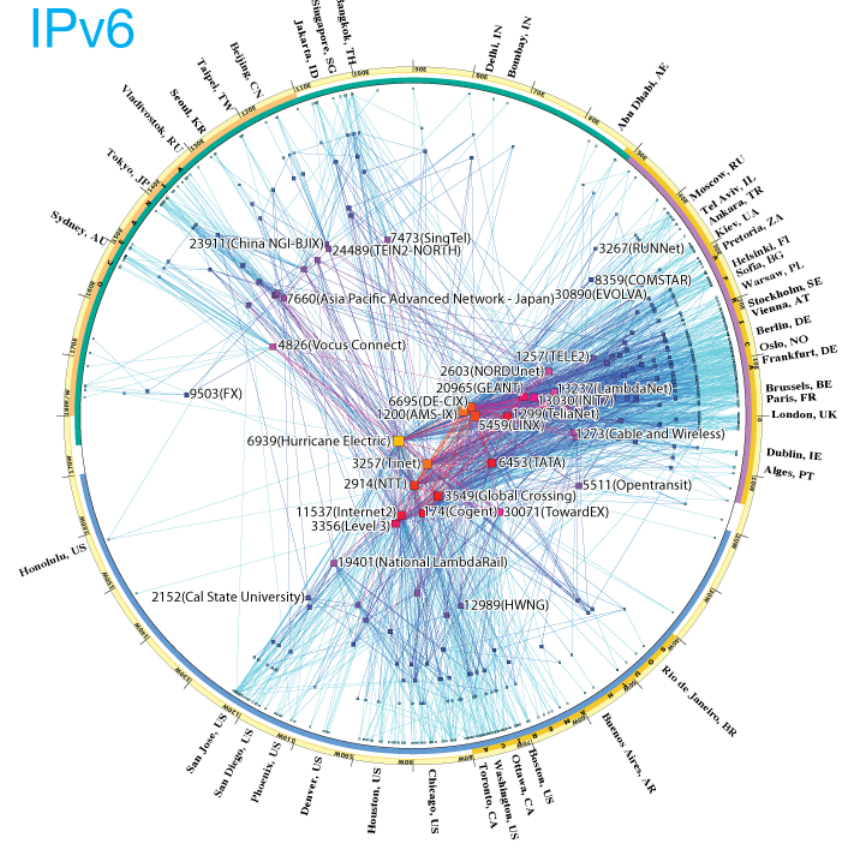 IPv6
Bangkok, TH
Singapore, SG
Jakarta, ID
Beijing, CN
Taipei, TW
Seoul, KR
Vladivostok, RU
Tokyo, JP
Sydney, AU
Delhi, IN
Bombay, IN
Abu Dhabi, AE
Moscow, RU
Tel Aviv, IL
Ankara, TR
Kiev, UA
Pretoria, ZA
Helsinki, FI
Sofia, BG
Warsaw, PL
Stockholm, SE
Vienna, AT
Berlin, DE
Oslo, NO
Frankfurt, DE
Brussels, BE
Paris, FR
London, UK
Dublin, IE
Alges, PT
23911(China NGI-BJIX)
7473(SingTel)
24489(TEIN2-NORTH)
3267(RUNNet)
8359(COMSTAR)
30890(EVOLVA)
7660(Asia Pacific Advanced Network - Japan)
4826(Vocus Connect)
1257(TELE2)
2603(NORDUnet)
20965(GEANT)
13237(LambdaNet)
9503(FX)
6695(DE-CIX)
13030(INIT7)
1200(AMS-IX)
1299(TeliaNet)
5459(LINX)
1273(Cable and Wireless)
6939(Hurricane Electric)
3257(Tinet)
6453(TATA)
2914(NTT)
5511(Opentransit)
3549(Global Crossing)
11537(Internet2)
174(Cogent)
30071(TowardEX)
3356(Level 3)
19401(National LambdaRail)
2152(Cal State University)
12989(HWNG)
Honolulu, US
San Jose, US
San Diego, US
Phoenix, US
Denver, US
Houston, US
Chicago, US
Toronto, CA
Washington, US
Ottawa, CA
Boston, US
Buenos Aires, AR
Rio de Janeiro, BR